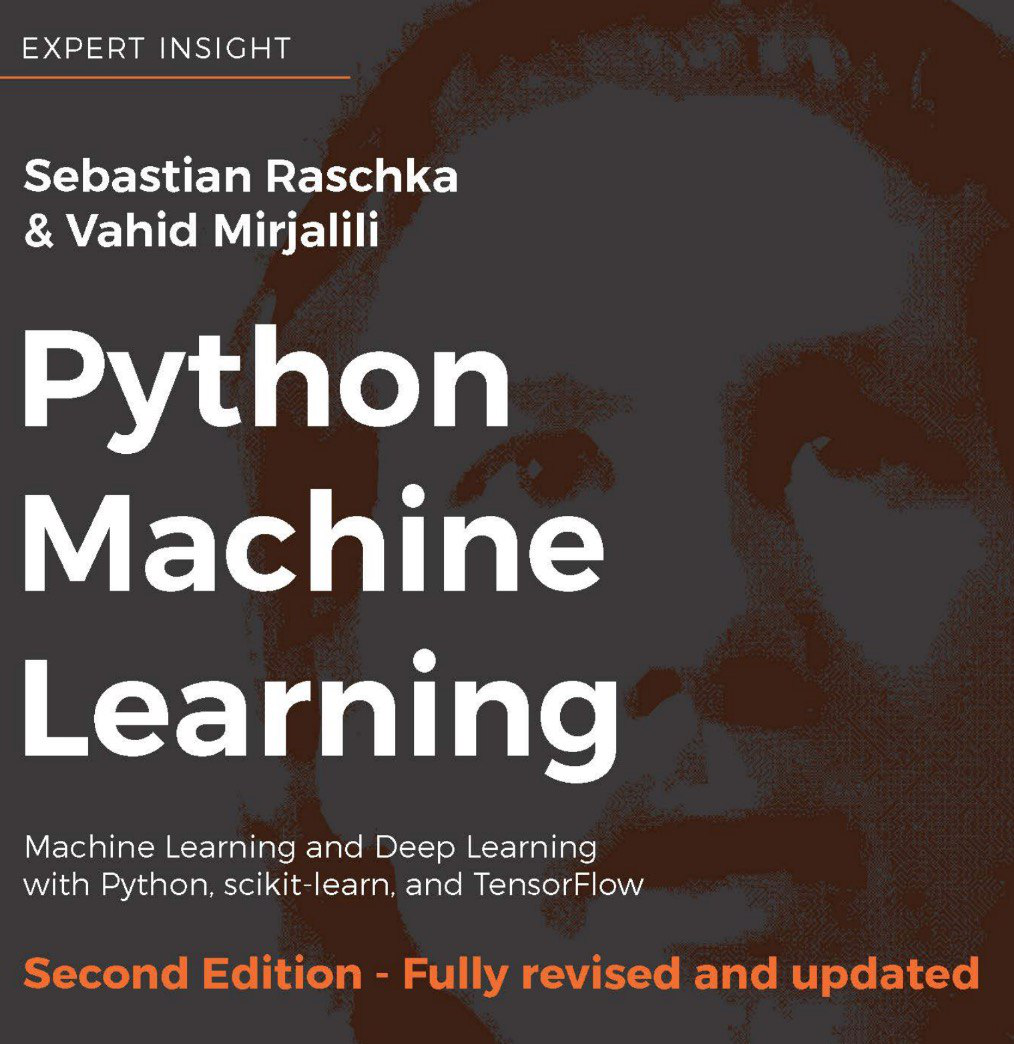 EXPERT INSIGHT
Sebastian Raschka
& Vahid Mirjalili
Python
Machine
Learning
Machine Learning and Deep Learning
with Python, scikit-learn, and TensorFlow
Second Edition - Fully revised and updated